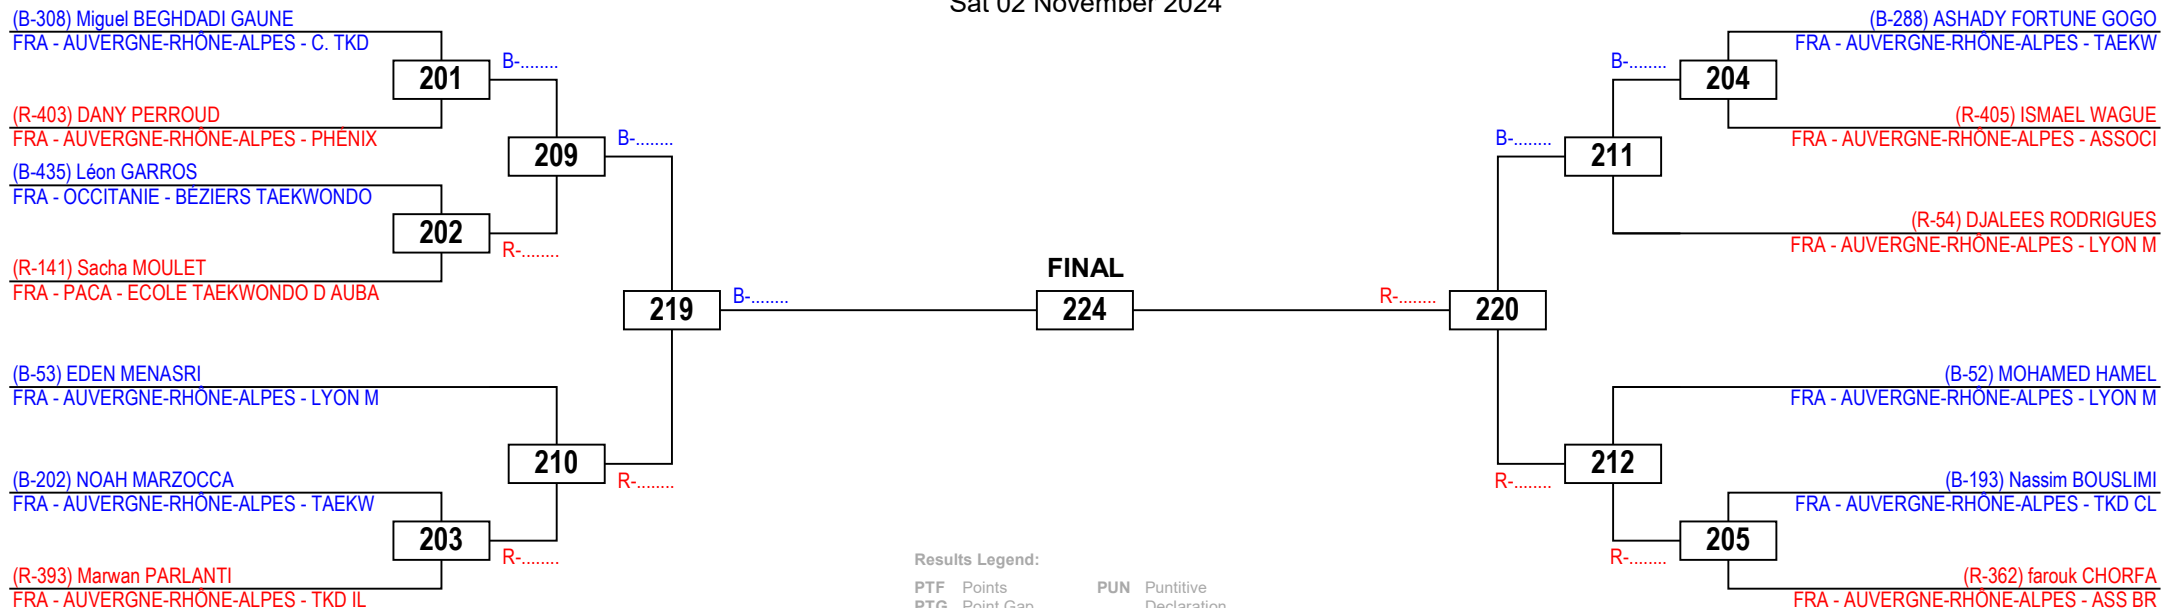 Sat 02 November 2024
(B-308) Miguel BEGHDADI GAUNE
FRA - AUVERGNE-RHÔNE-ALPES - C. TKD
201
B-........
(R-403) DANY PERROUD
FRA - AUVERGNE-RHÔNE-ALPES - PHÉNIX
209
B-........
(B-435) Léon GARROS
FRA - OCCITANIE - BÉZIERS TAEKWONDO
202
R-........
(R-141) Sacha MOULET
FRA - PACA - ECOLE TAEKWONDO D AUBA
219
B-........
(B-53) EDEN MENASRI
FRA - AUVERGNE-RHÔNE-ALPES - LYON M
210
R-........
(B-202) NOAH MARZOCCA
FRA - AUVERGNE-RHÔNE-ALPES - TAEKW
203
R-........
(R-393) Marwan PARLANTI
FRA - AUVERGNE-RHÔNE-ALPES - TKD IL
FINAL
224
(B-288) ASHADY FORTUNE GOGO
FRA - AUVERGNE-RHÔNE-ALPES - TAEKW
B-........
204
(R-405) ISMAEL WAGUE
FRA - AUVERGNE-RHÔNE-ALPES - ASSOCI
B-........
211
(R-54) DJALEES RODRIGUES
FRA - AUVERGNE-RHÔNE-ALPES - LYON M
R-........
220
(B-52) MOHAMED HAMEL
FRA - AUVERGNE-RHÔNE-ALPES - LYON M
R-........
212
(B-193) Nassim BOUSLIMI
FRA - AUVERGNE-RHÔNE-ALPES - TKD CL
R-........
205
(R-362) farouk CHORFA
FRA - AUVERGNE-RHÔNE-ALPES - ASS BR
Results Legend:
PTF Points PUN Puntitive
PTG Point Gap Declaration